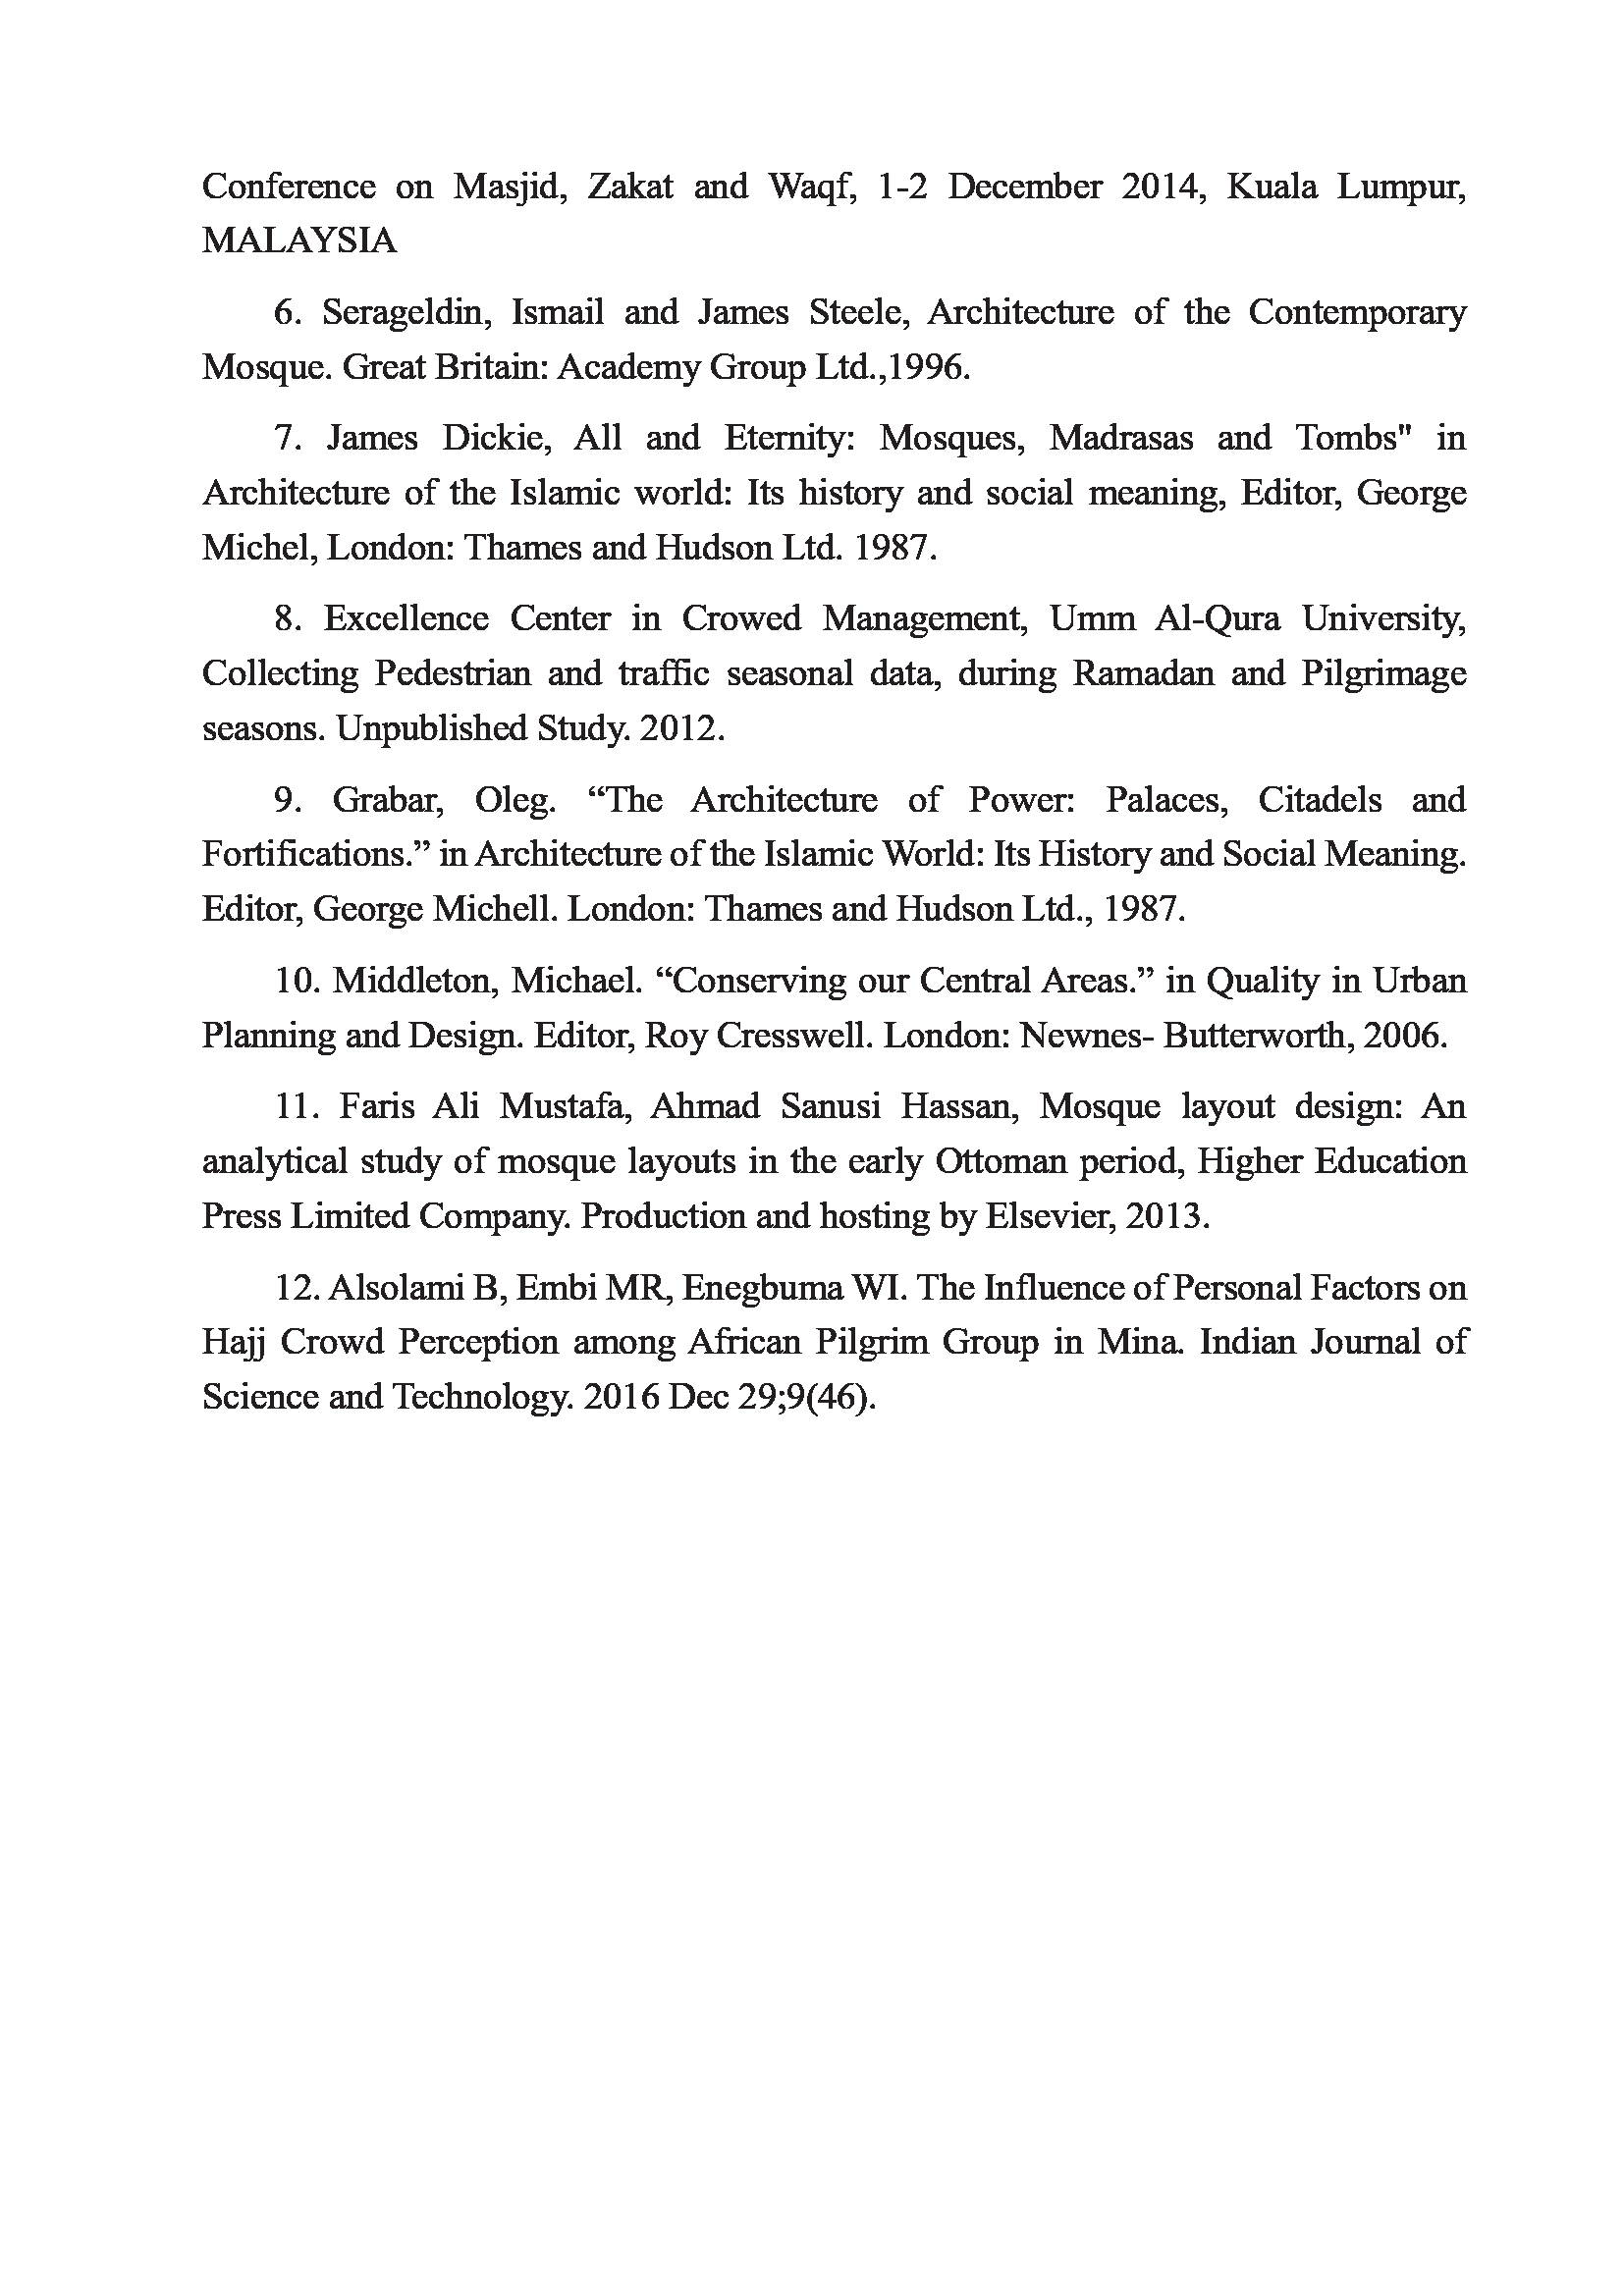 Conference on Masjid, Zakat and Waqf, 1-2 December 2014, Kuala Lumpur,
MALAYSIA
6. Serageldin, Ismail and James Steele, Architecture of the Contemporary
Mosque. Great Britain: Academy Group Ltd.,1996.
7. James Dickie, All and Eternity: Mosques, Madrasas and Tombs" in
Architecture of the Islamic world: Its history and social meaning, Editor, George
Michel, London: Thames and Hudson Ltd. 1987.
8. Excellence Center in Crowed Management, Umm Al-Qura University,
Collecting Pedestrian and traffic seasonal data, during Ramadan and Pilgrimage
seasons. Unpublished Study. 2012.
9. Grabar, Oleg. “The Architecture of Power: Palaces, Citadels and
Fortifications.” in Architecture of the Islamic World: Its History and Social Meaning.
Editor, George Michell. London: Thames and Hudson Ltd., 1987.
10. Middleton, Michael. “Conserving our Central Areas.” in Quality in Urban
Planning and Design. Editor, Roy Cresswell. London: Newnes- Butterworth, 2006.
11. Faris Ali Mustafa, Ahmad Sanusi Hassan, Mosque layout design: An
analytical study of mosque layouts in the early Ottoman period, Higher Education
Press Limited Company. Production and hosting by Elsevier, 2013.
12. Alsolami B, Embi MR, Enegbuma WI. The Influence of Personal Factors on
Hajj Crowd Perception among African Pilgrim Group in Mina. Indian Journal of
Science and Technology. 2016 Dec 29;9(46).